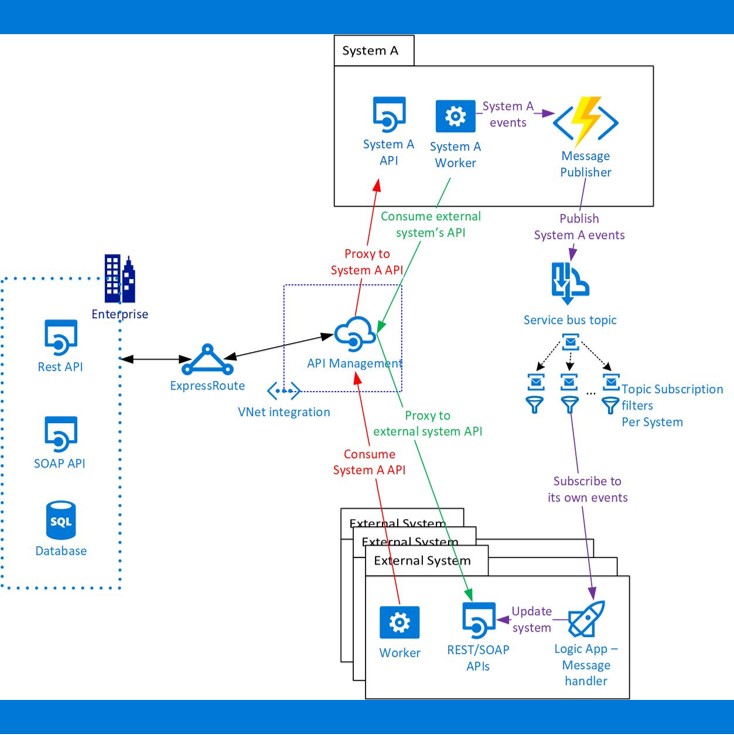 System A
System A
API
System A
Worker
System A
events
Message
Publisher
Consume external
system's API
Publish
System A events
Proxy to
System A API
Enterprise
Service bus topic
Rest API
ExpressRoute
API Management
VNet integration
Topic Subscription
filters
Per System
...
Proxy to
external system API
SOAP API
Consume
System A API
Subscribe to
its own events
SQL
Database
External System
External System
External System
Worker
REST/SOAP
APIs
Update
system
Logic App –
Message
handler